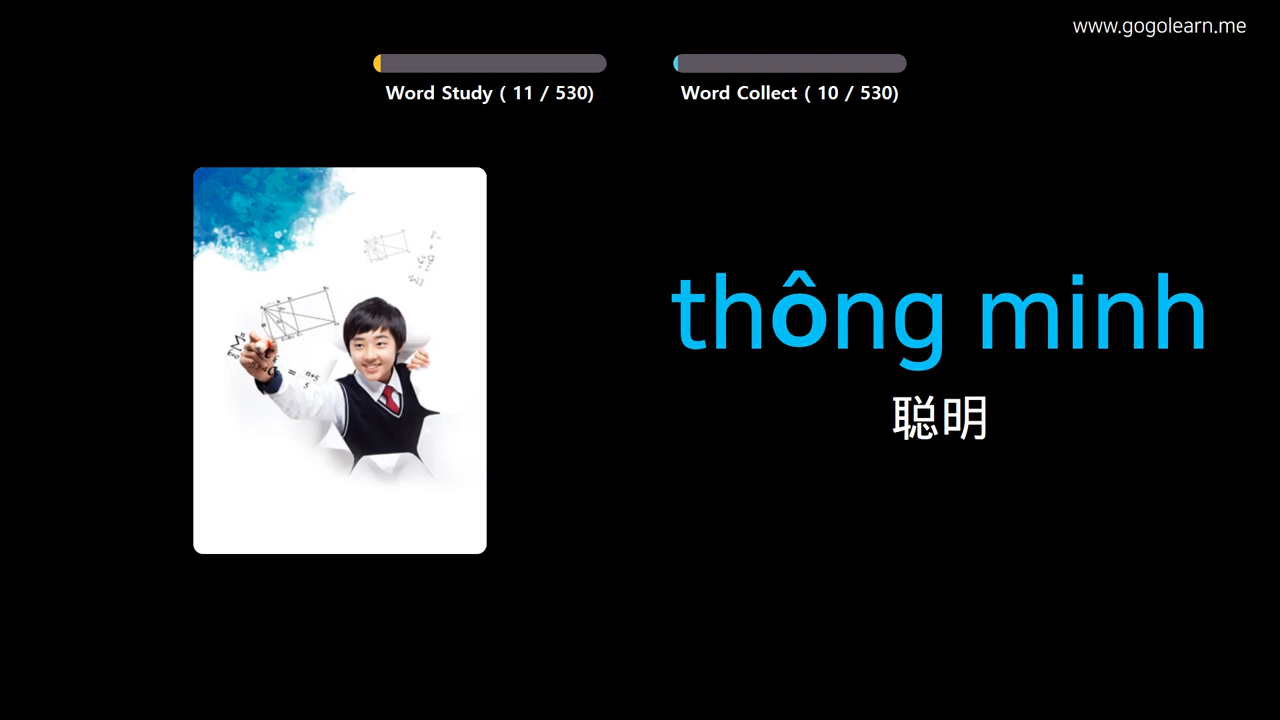 www.gogolearn.me
Word Study ( 11 / 530)
Word Collect ( 10 / 530)
thông minh
聪明